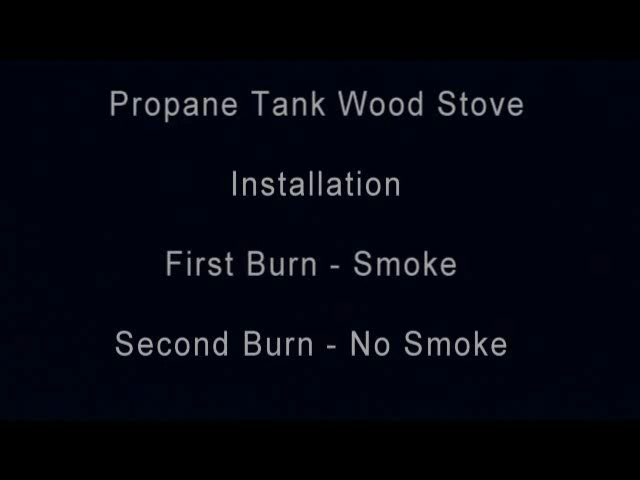 Propane Tank Wood Stove
Installation
First Burn - Smoke
Second Burn - No Smoke